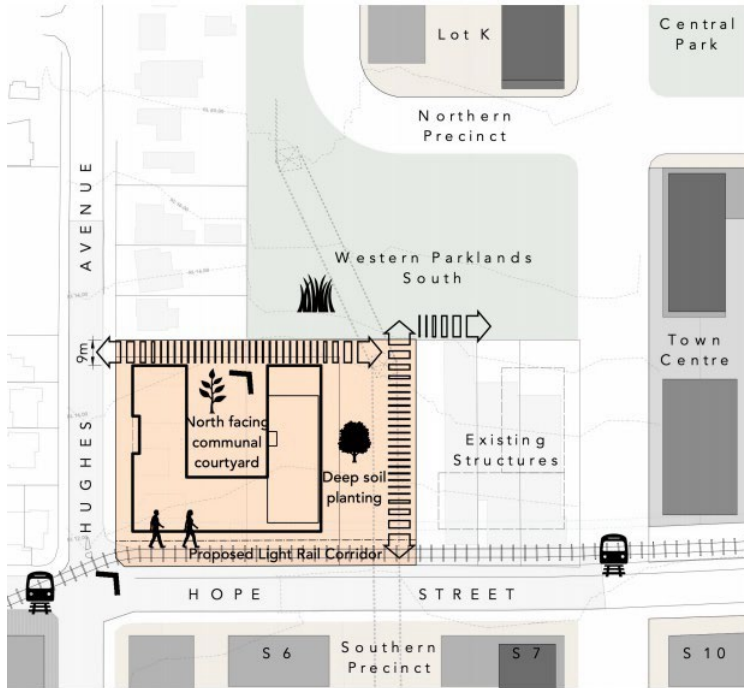 Central
Park
Lot K
Northern
Precinct
HUGHES AVENUE
Western Parklands
South
9m
Town
Centre
North facing
communal
courtyard
Existing
Structures
Deep soil
planting
Proposed Light Rail Corridor
HOPE STREET
S 6
Southern
Precinct
S 7
S 10